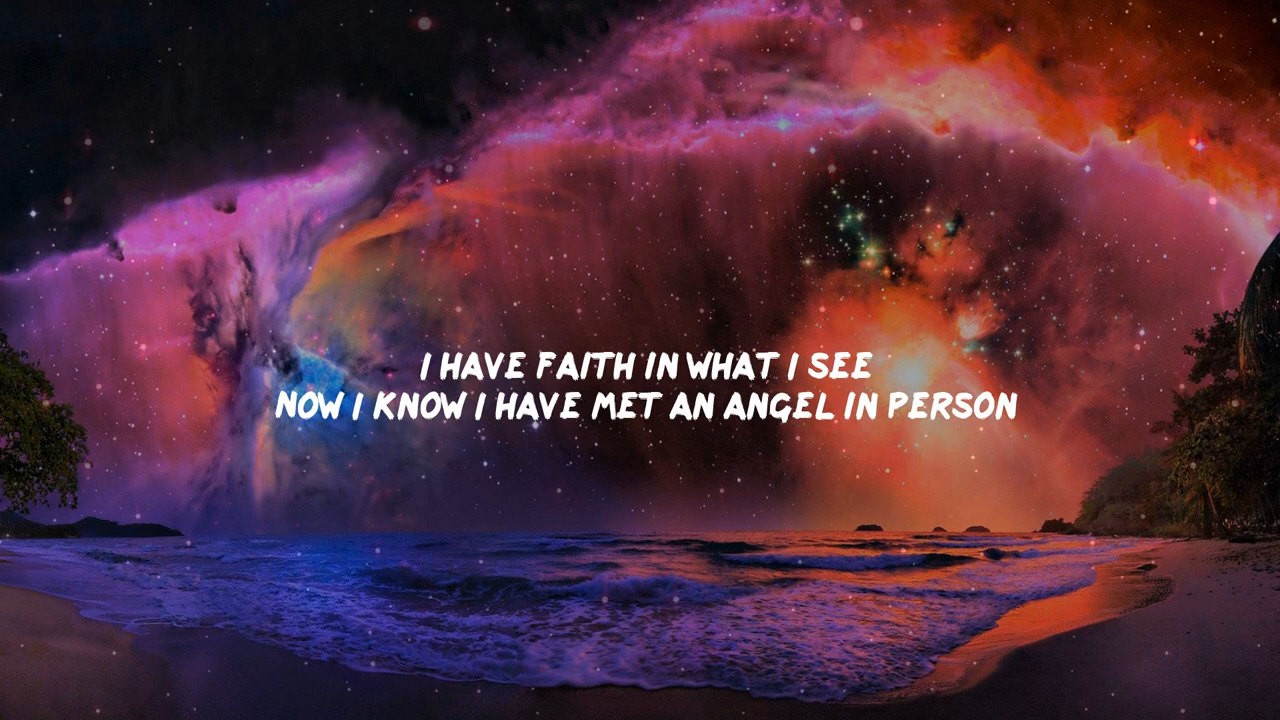 I HAVE FAITH IN WHAT I SEE
NOW I KNOW I HAVE MET AN ANGEL IN PERSON